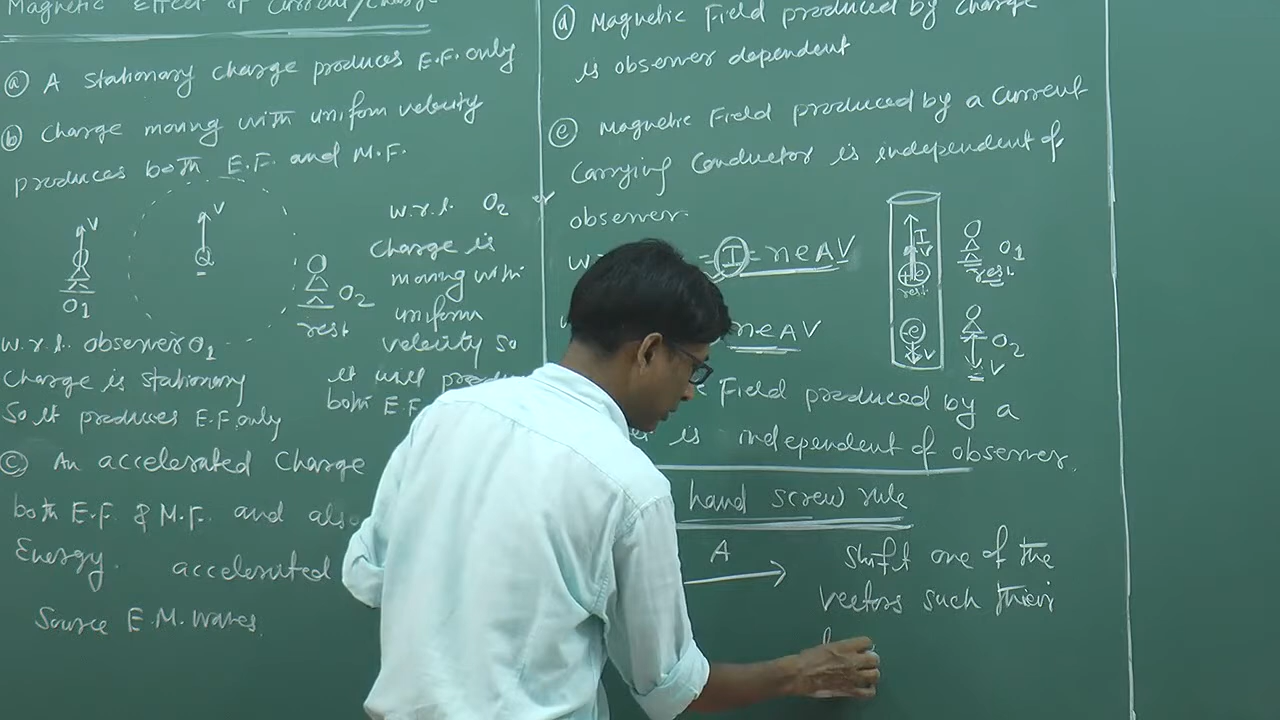 Magnetic Effect of Current/Charge
(a) A stationary charge produces E.F. only
(b) Charge moving with uniform velocity
produces both E.F. and M.F.
V
V
Q
O1
O2
rest
w.r.t. O2
Charge is
moving with
uniform
velocity so
it will
both E.F
w.r.t. observer O1
Charge is stationary
So it produces E.F. only
(c) An accelerated Charge
both E.F. & M.F. and also
Energy. accelerated
Source E.M. waves.
(d) Magnetic Field produced by charge
is observer dependent
(e) Magnetic Field produced by a Current
Carrying Conductor is independent of
observer.
= I = neAV
neAV
I
V
+e
rest
-e
V
O1
rest
O2
V
Field produced by a
is independent of observer.
hand screw rule
A
Shift one of the
vectors such their